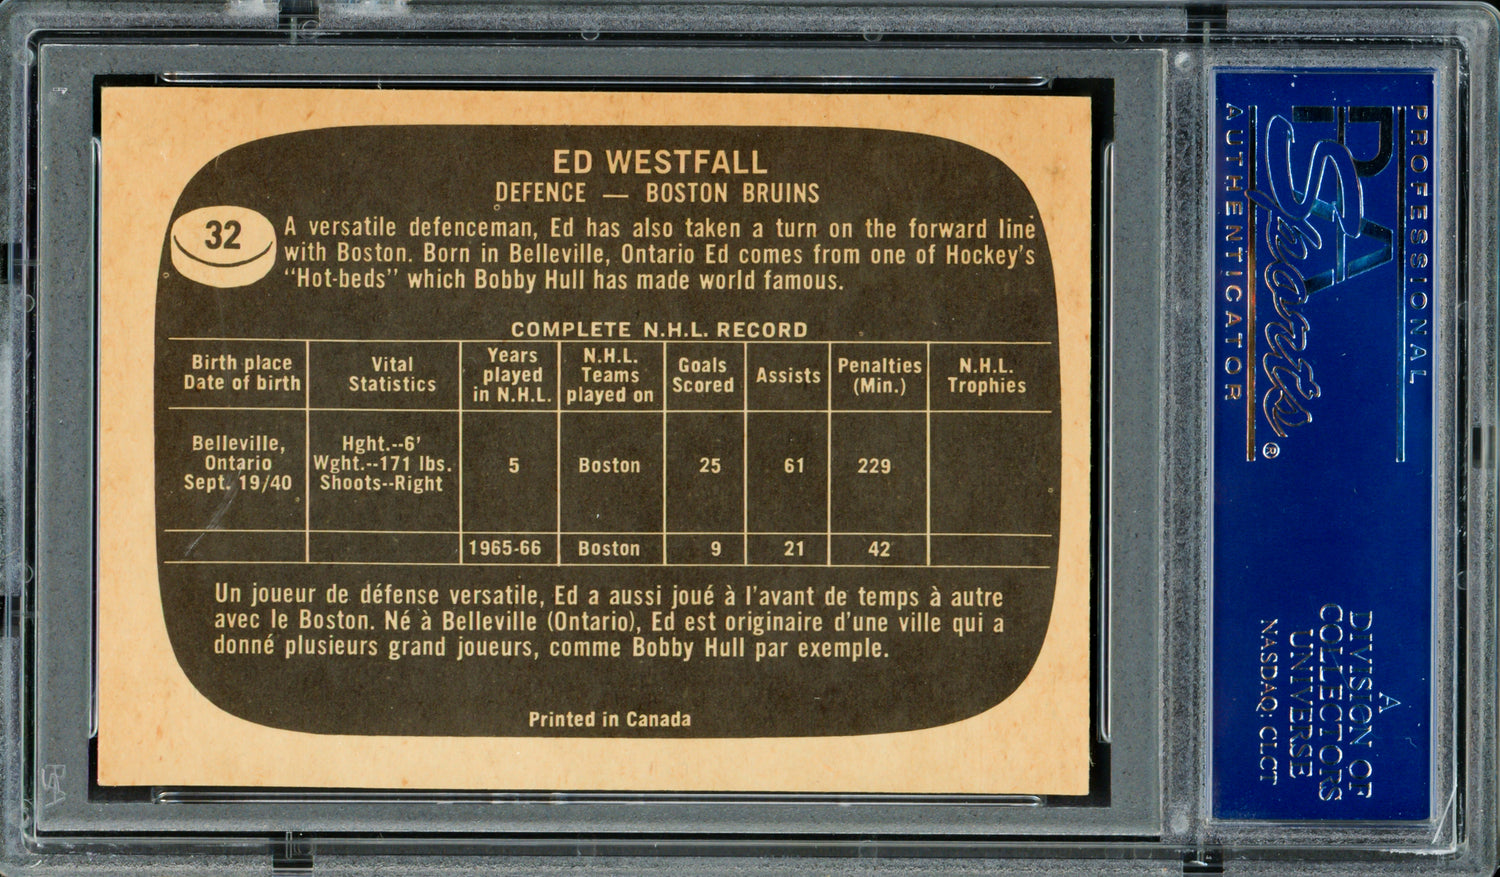 ED WESTFALL
DEFENCE — BOSTON BRUINS
32
A versatile defenceman, Ed has also taken a turn on the forward line
with Boston. Born in Belleville, Ontario Ed comes from one of Hockey's
"Hot-beds" which Bobby Hull has made world famous.
COMPLETE N.H.L. RECORD
Birth place
Date of birth
Vital
Statistics
Years
played
in N.H.L.
N.H.L.
Teams
played on
Goals
Scored
Assists
Penalties
(Min.)
N.H.L.
Trophies
Belleville,
Ontario
Sept. 19/40
Hght.--6'
Wght.--171 lbs.
Shoots--Right
5
Boston
25
61
229
1965-66
Boston
9
21
42
Un joueur de défense versatile, Ed a aussi joué à l'avant de temps à autre
avec le Boston. Né à Belleville (Ontario), Ed est originaire d'une ville qui a
donné plusieurs grand joueurs, comme Bobby Hull par exemple.
Printed in Canada
PROFESSIONAL
PSA
Sports
AUTHENTICATOR
®
A
DIVISION OF
COLLECTORS
UNIVERSE
NASDAQ: CLCT
PSA